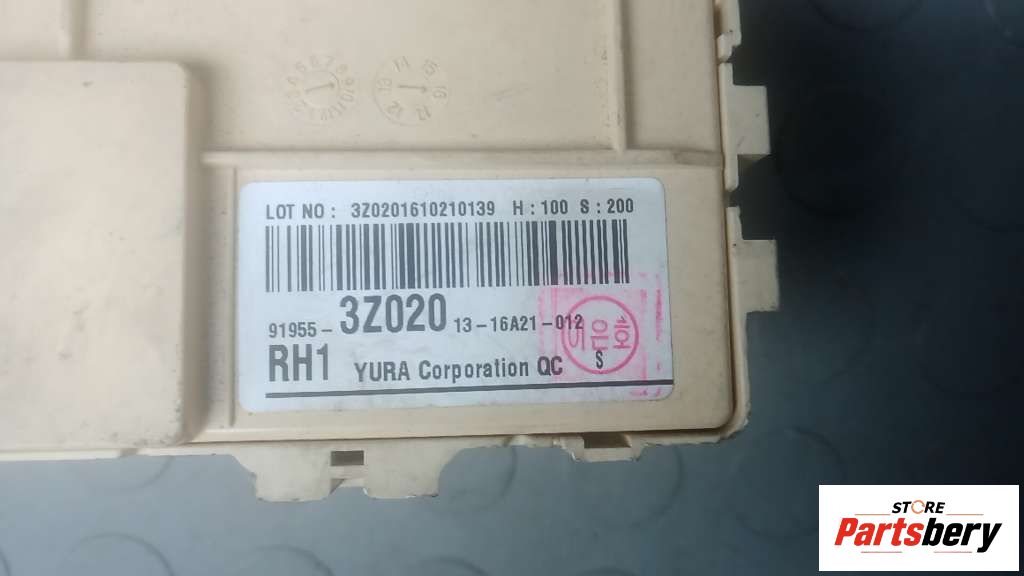 LOT NO : 3Z0201610210139 H : 100 S : 200
91955 - 3Z020 13 - 16A21 - 012
RH1 YURA Corporation QC S
STORE
Partsbery